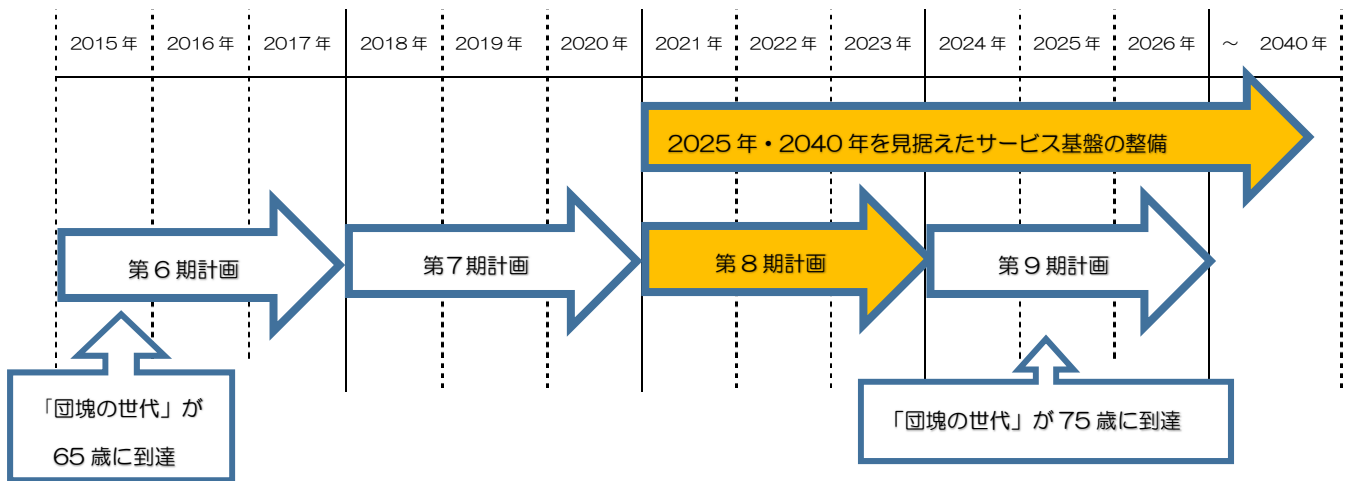 2015年 2016年 2017年 2018年 2019年 2020年 2021年 2022年 2023年 2024年 2025年 2026年 ～ 2040年
2025年・2040年を見据えたサービス基盤の整備
第6期計画 第7期計画 第8期計画 第9期計画
「団塊の世代」が
65歳に到達
「団塊の世代」が75歳に到達